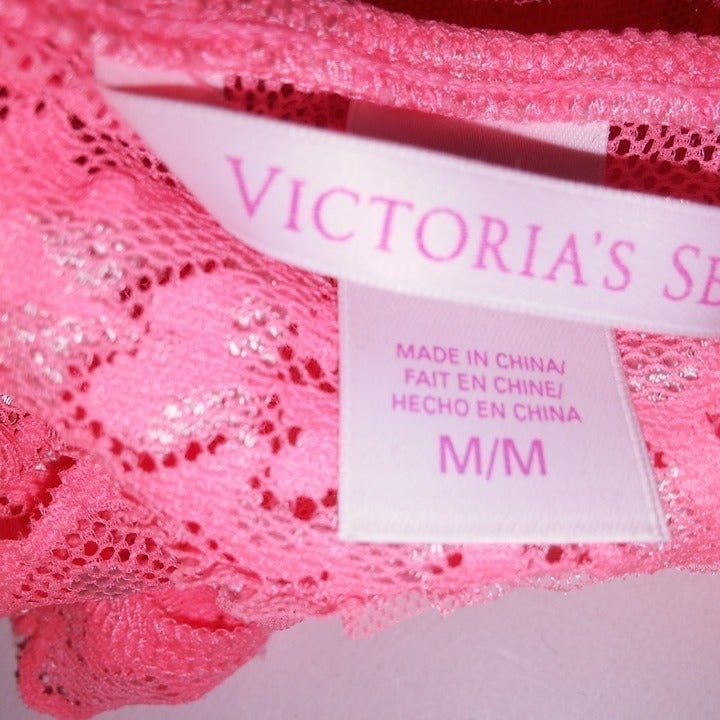 VICTORIA'S SE
MADE IN CHINA/
FAIT EN CHINE/
HECHO EN CHINA
M/M